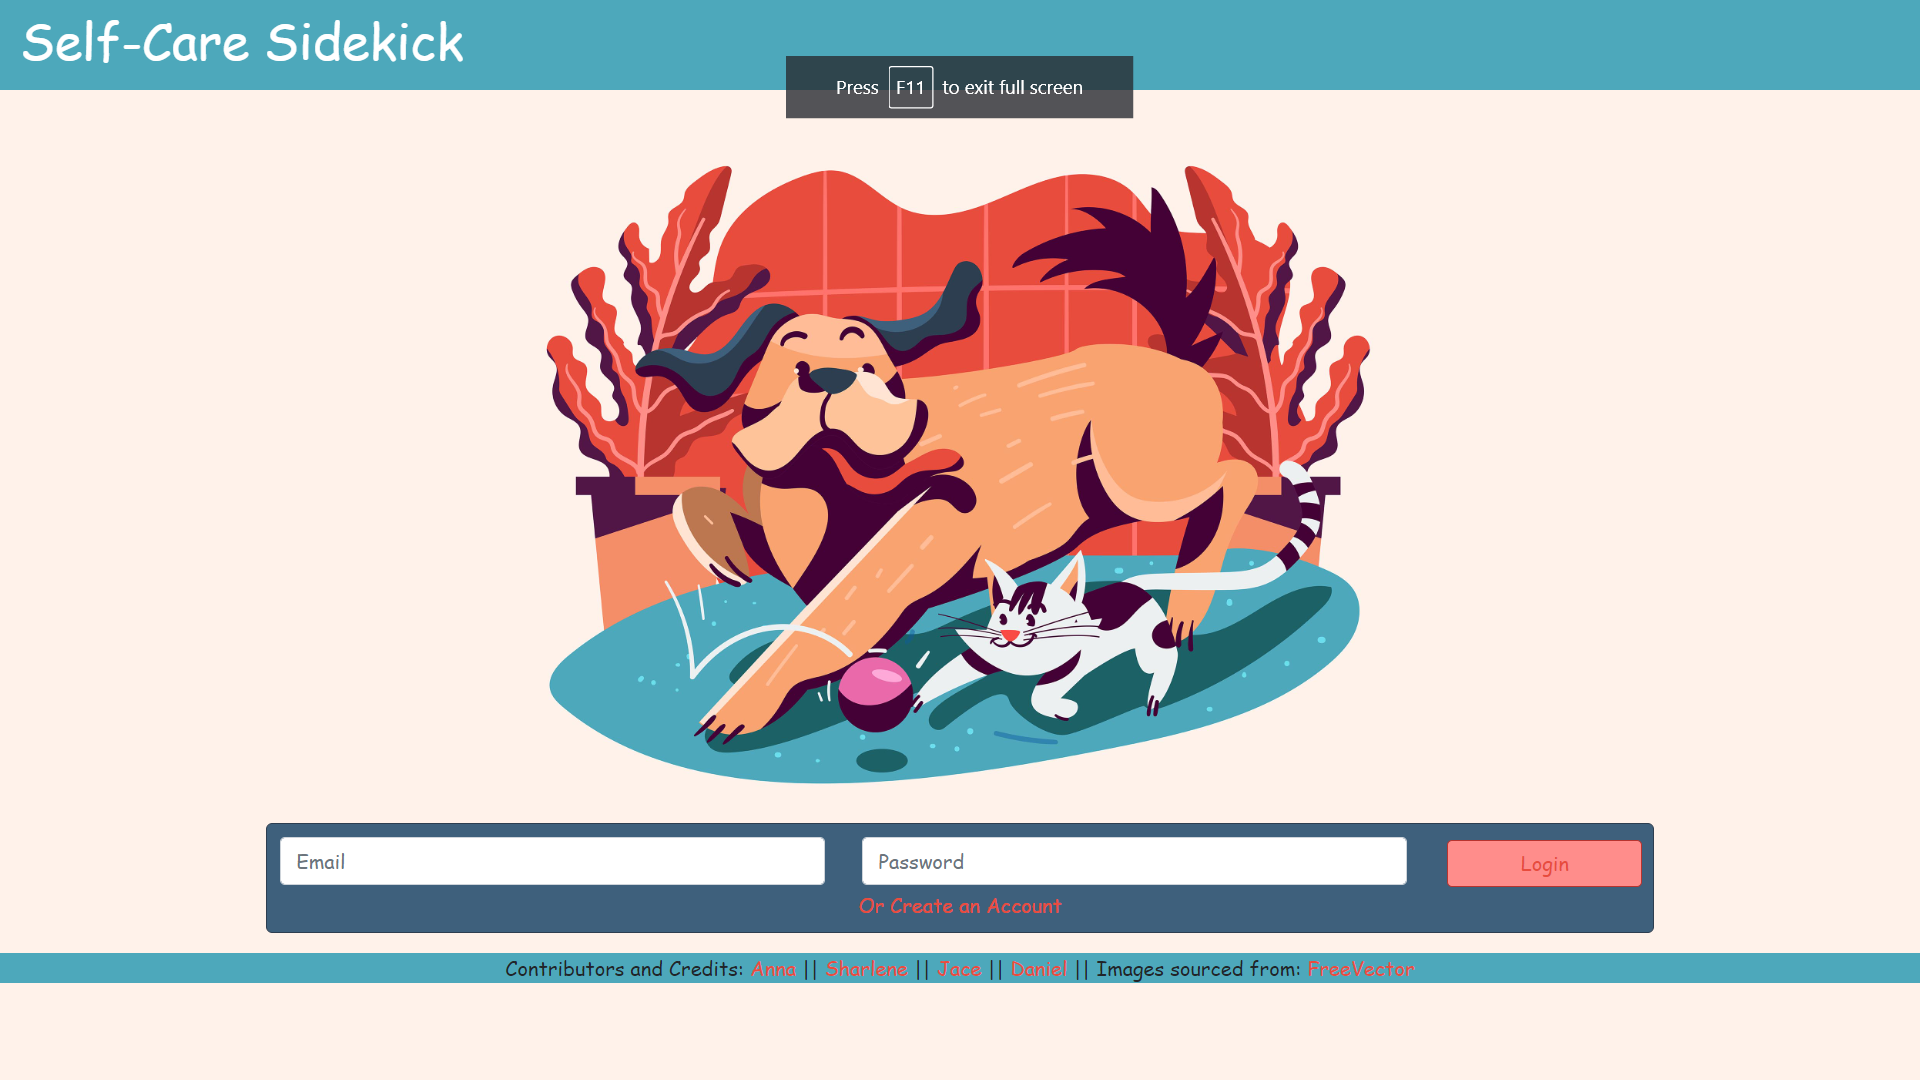 Self-Care Sidekick
Press F11 to exit full screen
Email
Password
Login
Or Create an Account
Contributors and Credits: Anna || Sharlene || Jace || Daniel || Images sourced from: FreeVector